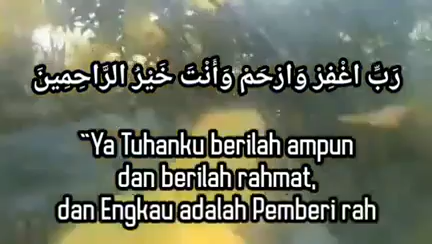 رَبِّ اغْفِرْ وَارْحَمْ وَأَنْتَ خَيْرُ الرَّاحِمِينَ
"Ya Tuhanku berilah ampun
dan berilah rahmat,
dan Engkau adalah Pemberi rah